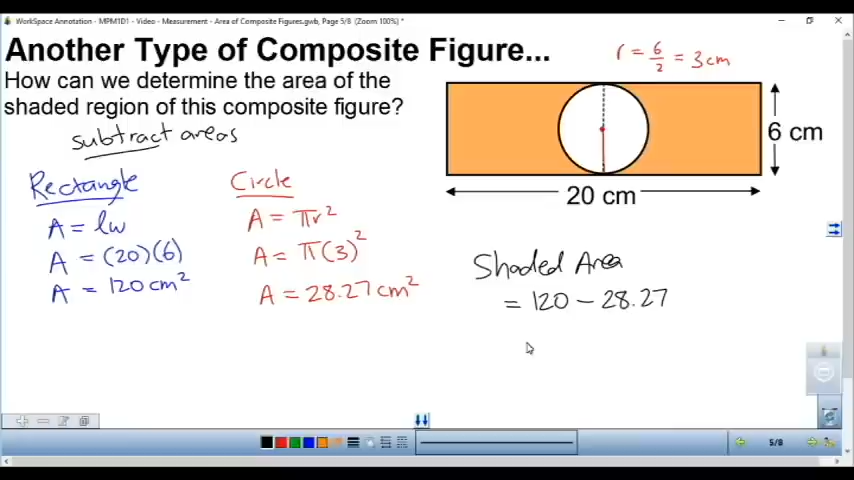 WorkSpace Annotation - MPM1D1 - Video - Measurement - Area of Composite Figures.gwb, Page 5/8 (Zoom 100%) *
Another Type of Composite Figure...
How can we determine the area of the
shaded region of this composite figure?
subtract areas
r = 6/2 = 3cm
6 cm
20 cm
Rectangle
A = lw
A = (20)(6)
A = 120 cm²
Circle
A = πr²
A = π(3)²
A = 28.27 cm²
Shaded Area
= 120 - 28.27
5/8